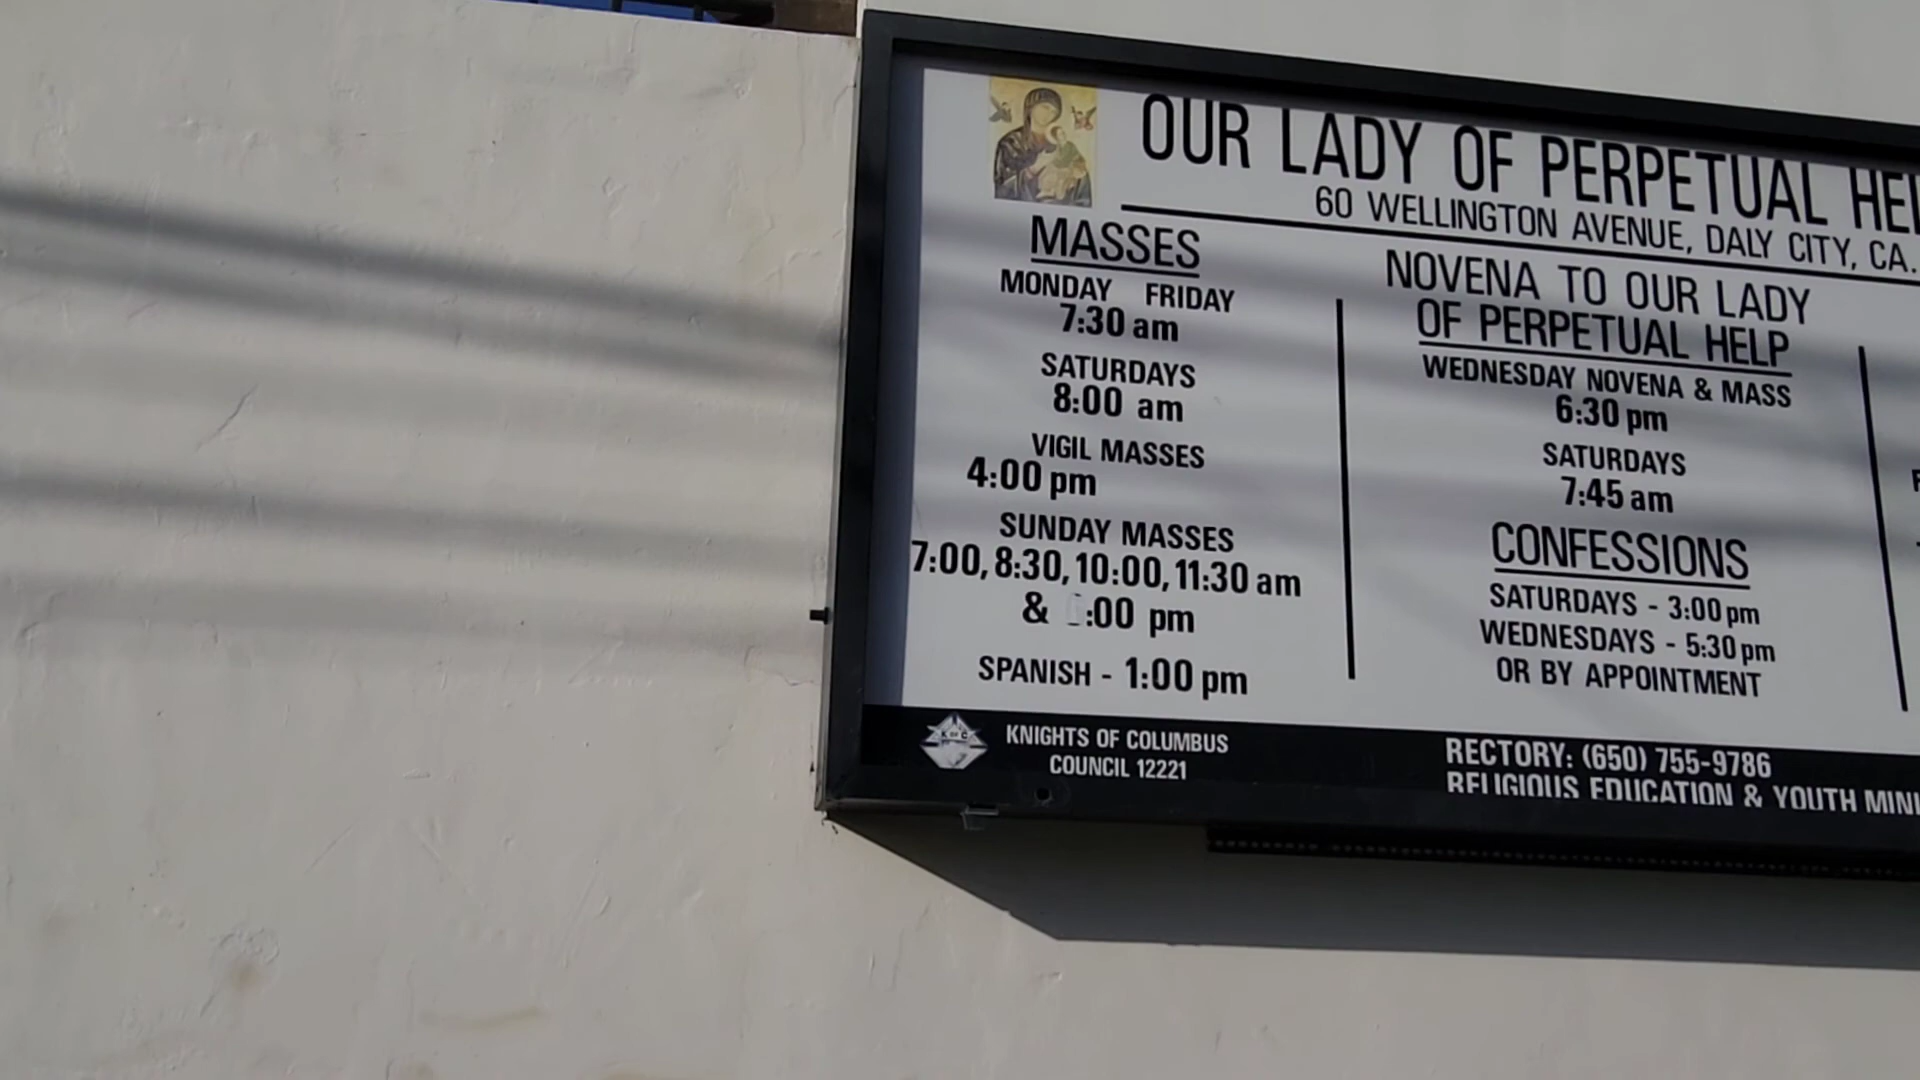 OUR LADY OF PERPETUAL
60 WELLINGTON AVENUE, DALY CITY, CA.
MASSES
MONDAY FRIDAY
7:30 am
SATURDAYS
8:00 am
VIGIL MASSES
4:00 pm
SUNDAY MASSES
7:00, 8:30, 10:00, 11:30 am
& :00 pm
SPANISH - 1:00 pm
NOVENA TO OUR LADY
OF PERPETUAL HELP
WEDNESDAY NOVENA & MASS
6:30 pm
SATURDAYS
7:45 am
CONFESSIONS
SATURDAYS - 3:00 pm
WEDNESDAYS - 5:30 pm
OR BY APPOINTMENT
K OF C
KNIGHTS OF COLUMBUS
COUNCIL 12221
RECTORY: (650) 755-9786
RELIGIOUS EDUCATION & YOUTH